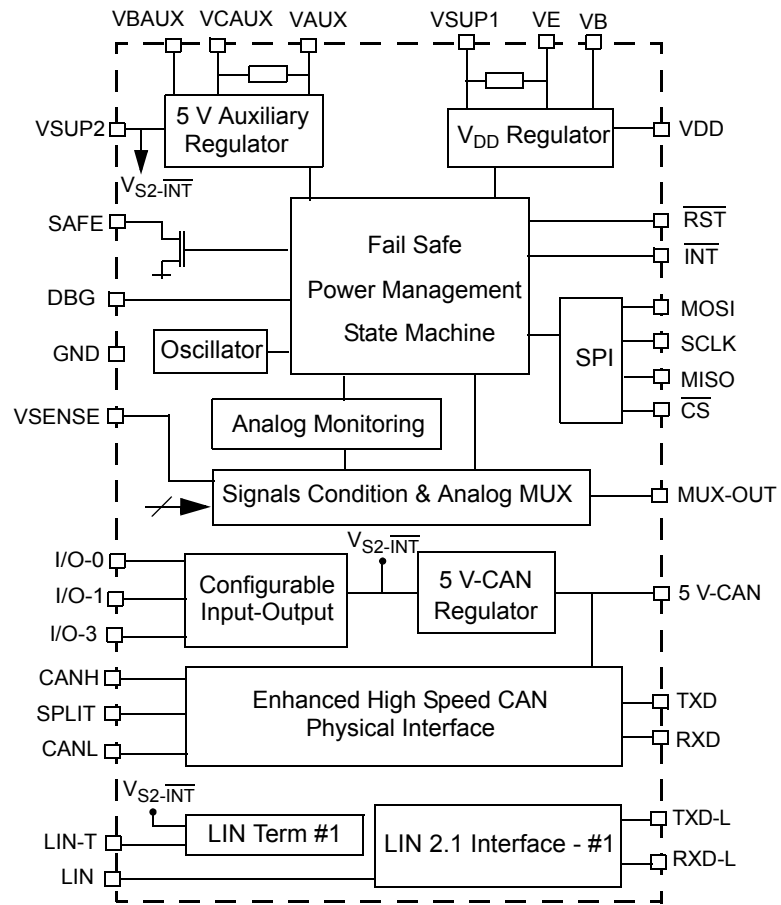 VBAUX VCAUX VAUX VSUP1 VE VB
VSUP2
5 V Auxiliary
Regulator
VDD Regulator
VDD
VS2-INT
SAFE
DBG
GND
VSENSE
Fail Safe
Power Management
State Machine
Oscillator
RST
INT
SPI
MOSI
SCLK
MISO
CS
Analog Monitoring
Signals Condition & Analog MUX
MUX-OUT
I/O-0
I/O-1
I/O-3
Configurable
Input-Output
VS2-INT
5 V-CAN
Regulator
5 V-CAN
CANH
SPLIT
CANL
Enhanced High Speed CAN
Physical Interface
TXD
RXD
VS2-INT
LIN-T
LIN
LIN Term #1
LIN 2.1 Interface - #1
TXD-L
RXD-L